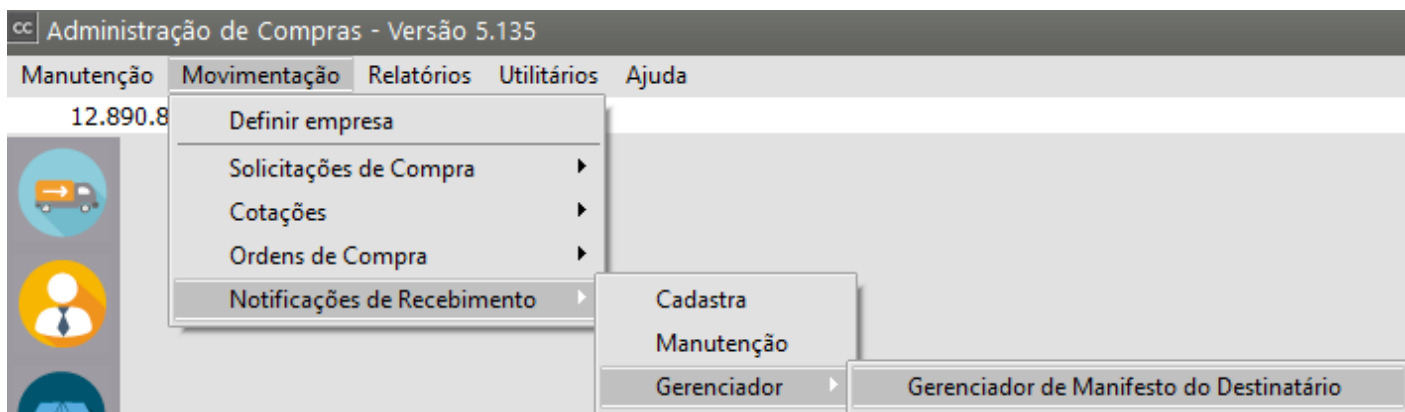 cc Administração de Compras - Versão 5.135
Manutenção Movimentação Relatórios Utilitários Ajuda
12.890.8
Definir empresa
Solicitações de Compra
Cotações
Ordens de Compra
Notificações de Recebimento
Cadastra
Manutenção
Gerenciador
Gerenciador de Manifesto do Destinatário